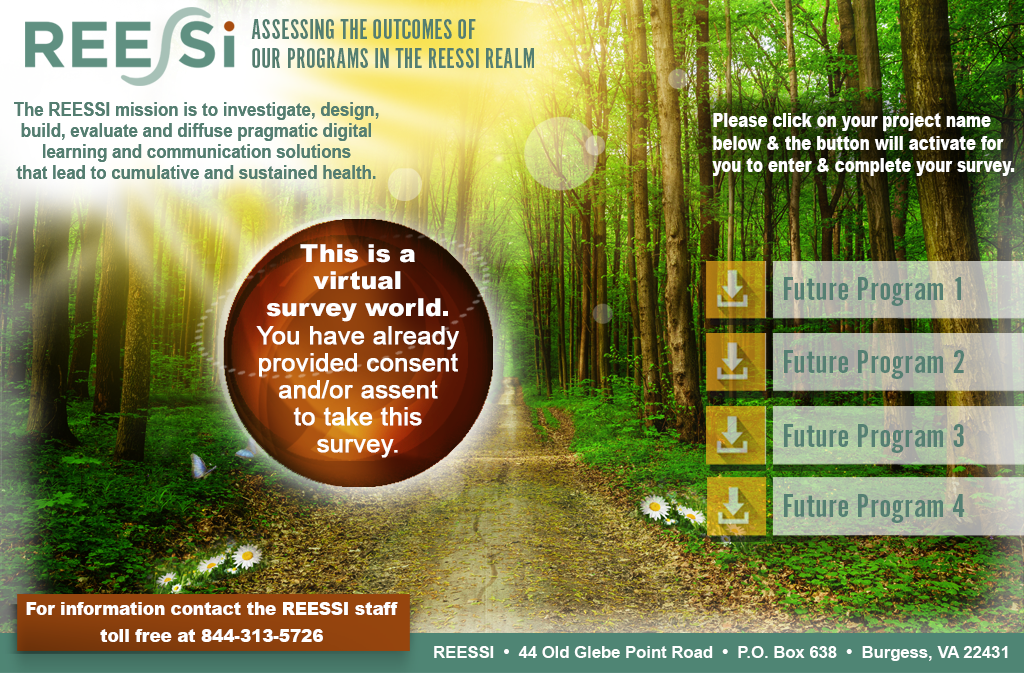 REESSi
ASSESSING THE OUTCOMES OF
OUR PROGRAMS IN THE REESSI REALM
The REESSI mission is to investigate, design,
build, evaluate and diffuse pragmatic digital
learning and communication solutions
that lead to cumulative and sustained health.
Please click on your project name
below & the button will activate for
you to enter & complete your survey.
This is a
virtual
survey world.
You have already
provided consent
and/or assent
to take this
survey.
Future Program 1
Future Program 2
Future Program 3
Future Program 4
For information contact the REESSI staff
toll free at 844-313-5726
REESSI • 44 Old Glebe Point Road • P.O. Box 638 • Burgess, VA 22431